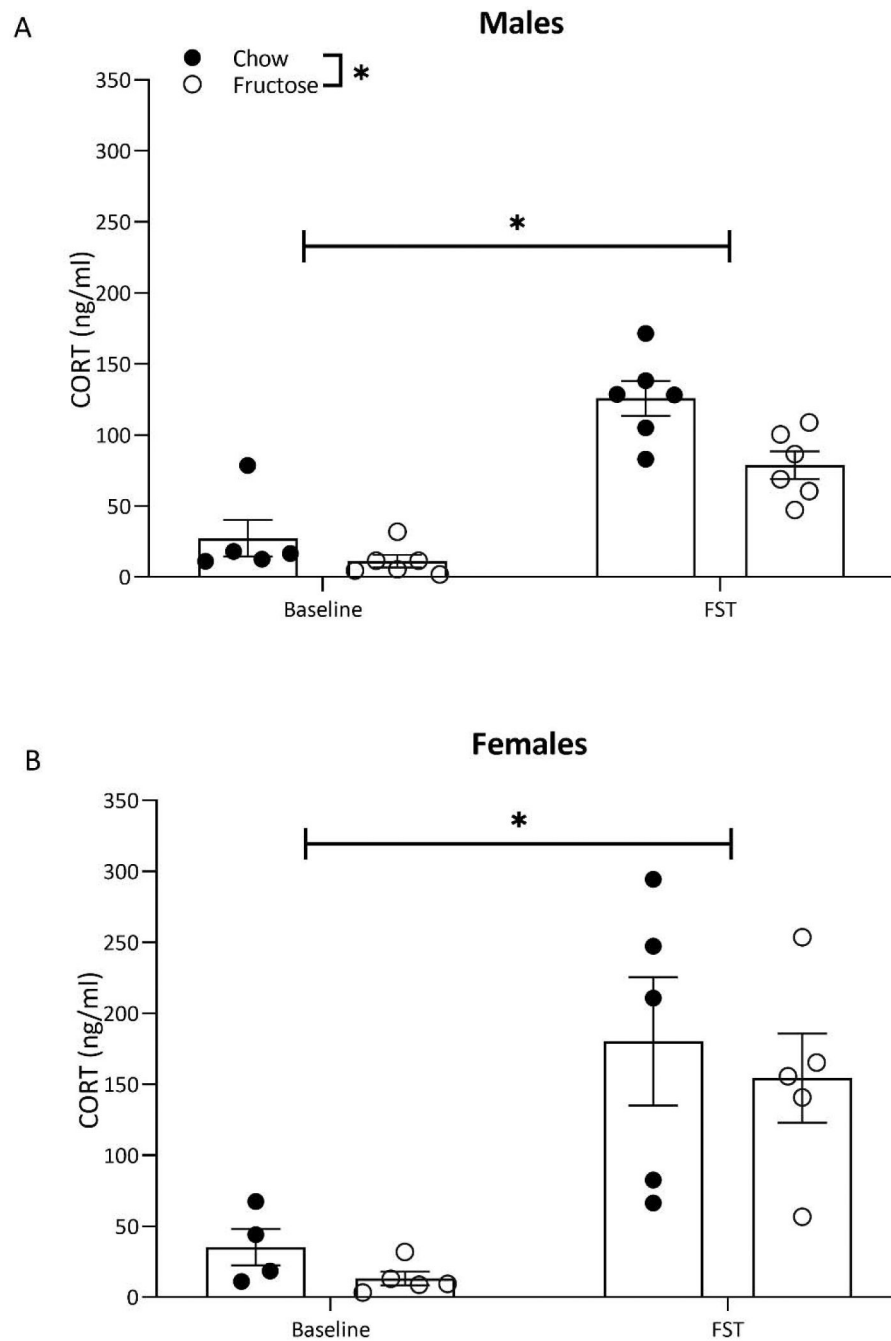 A
Males
Chow
*
Fructose
350
300
250
*
200
150
100
50
0
CORT (ng/ml)
Baseline
FST
B
Females
350
*
300
250
200
150
100
50
0
CORT (ng/ml)
Baseline
FST